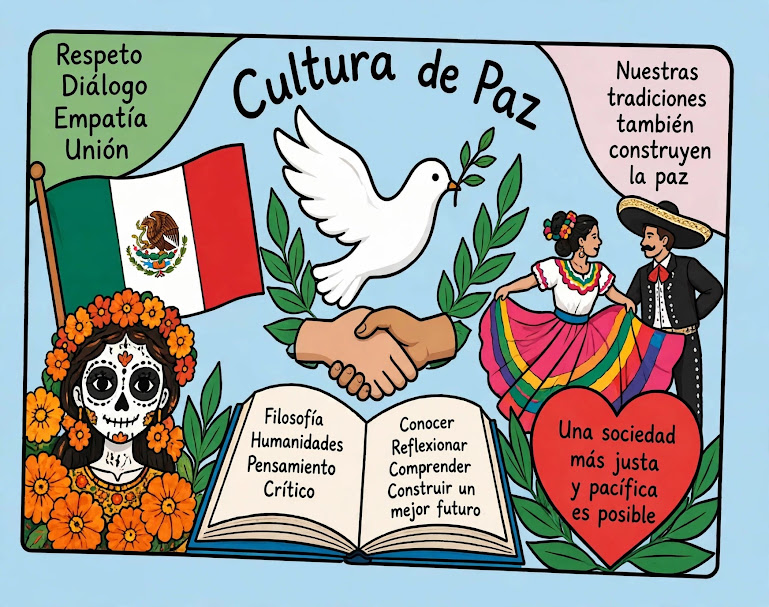 Cultura de Paz
Respeto
Diálogo
Empatía
Unión
Nuestras
tradiciones
también
construyen
la paz
Filosofía
Humanidades
Pensamiento
Crítico
Conocer
Reflexionar
Comprender
Construir un
mejor futuro
Una sociedad
más justa
y pacífica
es posible